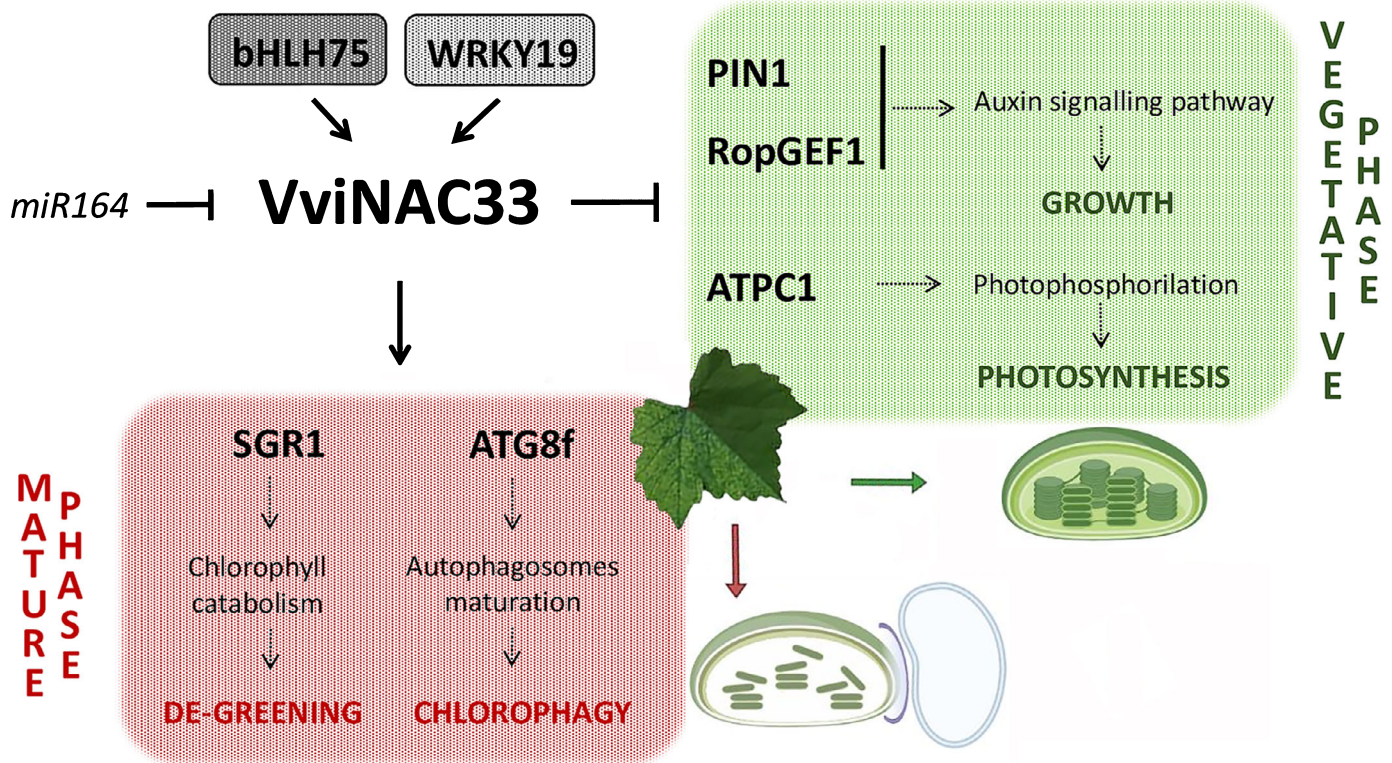 bHLH75
WRKY19
miR164
VviNAC33
PIN1
RopGEF1
Auxin signalling pathway
GROWTH
ATPC1
Photophosphorilation
PHOTOSYNTHESIS
VEGETATIVE
PHASE
MATURE
PHASE
SGR1
Chlorophyll
catabolism
DE-GREENING
ATG8f
Autophagosomes
maturation
CHLOROPHAGY